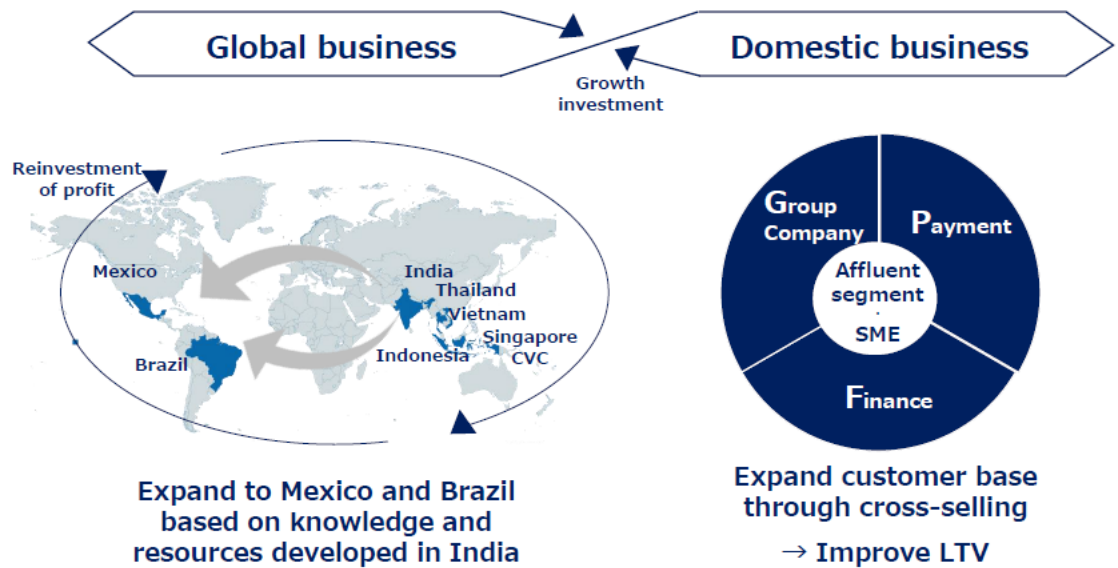 Global business
Domestic business
Growth
investment
Reinvestment
of profit
Mexico
Brazil
India
Thailand
Vietnam
Singapore
CVC
Indonesia
Group
Company
Payment
Affluent
segment
・
SME
Finance
Expand to Mexico and Brazil
based on knowledge and
resources developed in India
Expand customer base
through cross-selling
→ Improve LTV